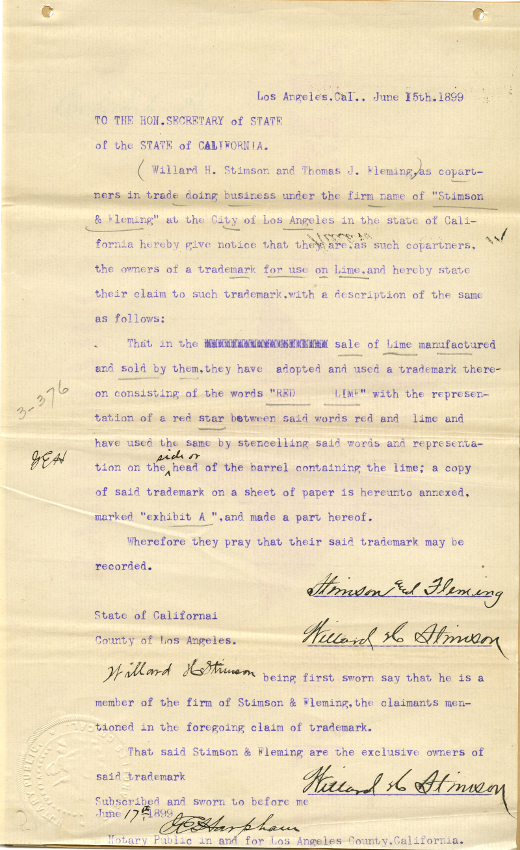 Los Angeles.Cal.. June 15th.1899
TO THE HON.SECRETARY of STATE
of the STATE of CALIFORNIA.
(Willard H. Stimson and Thomas J. Fleming,)as copart-
ners in trade doing business under the firm name of "Stimson
& Fleming" at the City of Los Angeles in the state of Cali-
fornia hereby give notice that they are,as such copartners,
the owners of a trademark for use on Lime,and hereby state
their claim to such trademark,with a description of the same
as follows:
That in the sale of Lime manufactured
and sold by them,they have adopted and used a trademark there-
on consisting of the words "RED LIME" with the represen-
3-376
tation of a red star between said words red and lime and
have used the same by stencelling said words and representa-
side or
tion on the head of the barrel containing the lime; a copy
of said trademark on a sheet of paper is hereunto annexed,
marked "exhibit A ",and made a part hereof.
Wherefore they pray that their said trademark may be
recorded.
Stimson and Fleming
State of Californai
County of Los Angeles.
Willard H Stimson
Willard H Stimson being first sworn say that he is a
member of the firm of Stimson & Fleming,the claimants men-
tioned in the foregoing claim of trademark.
That said Stimson & Fleming are the exclusive owners of
said trademark
Willard H Stimson
Subscribed and sworn to before me
June 17th 1899
Harpham
Notary Public in and for Los Angeles County.California.